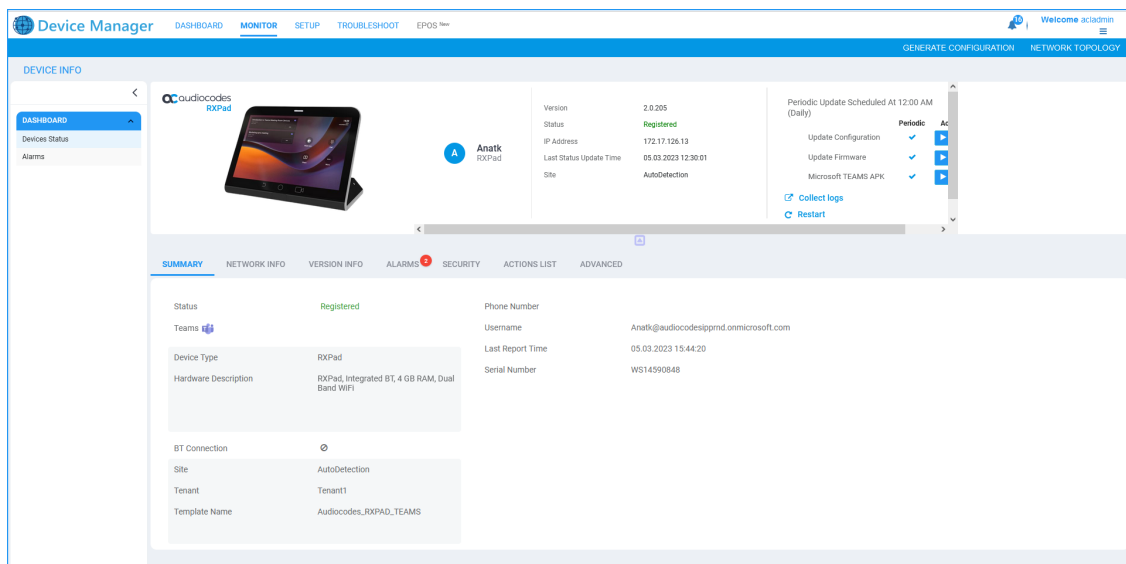 Device Manager DASHBOARD MONITOR SETUP TROUBLESHOOT EPOS New 16 Welcome acladmin
GENERATE CONFIGURATION NETWORK TOPOLOGY
DEVICE INFO
DASHBOARD
Devices Status
Alarms
audiocodes
RXPad
A Anatk
RXPad
Version 2.0.205
Status Registered
IP Address 172.17.126.13
Last Status Update Time 05.03.2023 12:30:01
Site AutoDetection
Periodic Update Scheduled At 12:00 AM
(Daily)
Periodic Ac
Update Configuration
Update Firmware
Microsoft TEAMS APK
Collect logs
Restart
SUMMARY NETWORK INFO VERSION INFO ALARMS 2 SECURITY ACTIONS LIST ADVANCED
Status Registered
Teams
Device Type RXPad
Hardware Description RXPad, Integrated BT, 4 GB RAM, Dual
Band WiFi
BT Connection
Site AutoDetection
Tenant Tenant1
Template Name Audiocodes_RXPAD_TEAMS
Phone Number
Username Anatk@audiocodesipprnd.onmicrosoft.com
Last Report Time 05.03.2023 15:44:20
Serial Number WS14590848